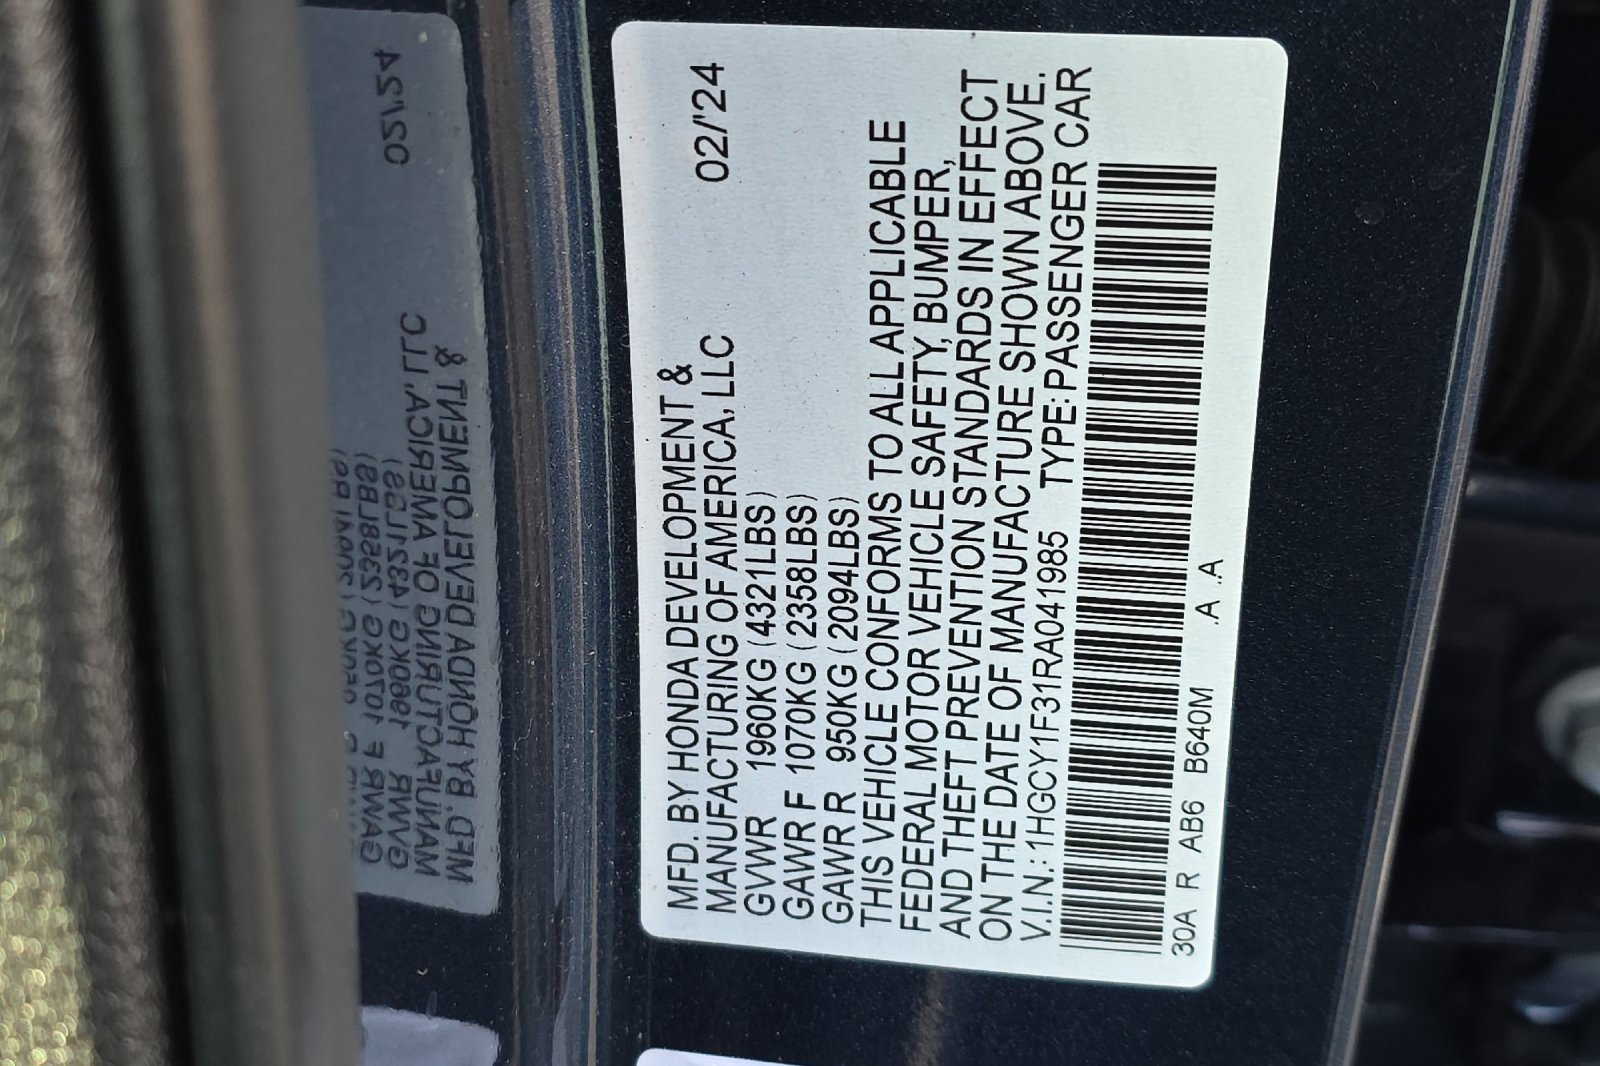 MFD. BY HONDA DEVELOPMENT &
MANUFACTURING OF AMERICA, LLC 02/'24
GVWR 1960KG (4321LBS)
GAWR F 1070KG (2358LBS)
GAWR R 950KG (2094LBS)
THIS VEHICLE CONFORMS TO ALL APPLICABLE
FEDERAL MOTOR VEHICLE SAFETY, BUMPER,
AND THEFT PREVENTION STANDARDS IN EFFECT
ON THE DATE OF MANUFACTURE SHOWN ABOVE.
V.I.N.:1HGCY1F31RA041985 TYPE:PASSENGER CAR
30A R AB6 B640M .A ..A